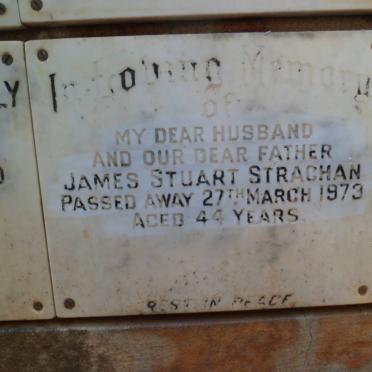 In Loving Memory
of
MY DEAR HUSBAND
AND OUR DEAR FATHER
JAMES STUART STRACHAN
PASSED AWAY 27TH MARCH 1973
AGED 44 YEARS.
REST IN PEACE